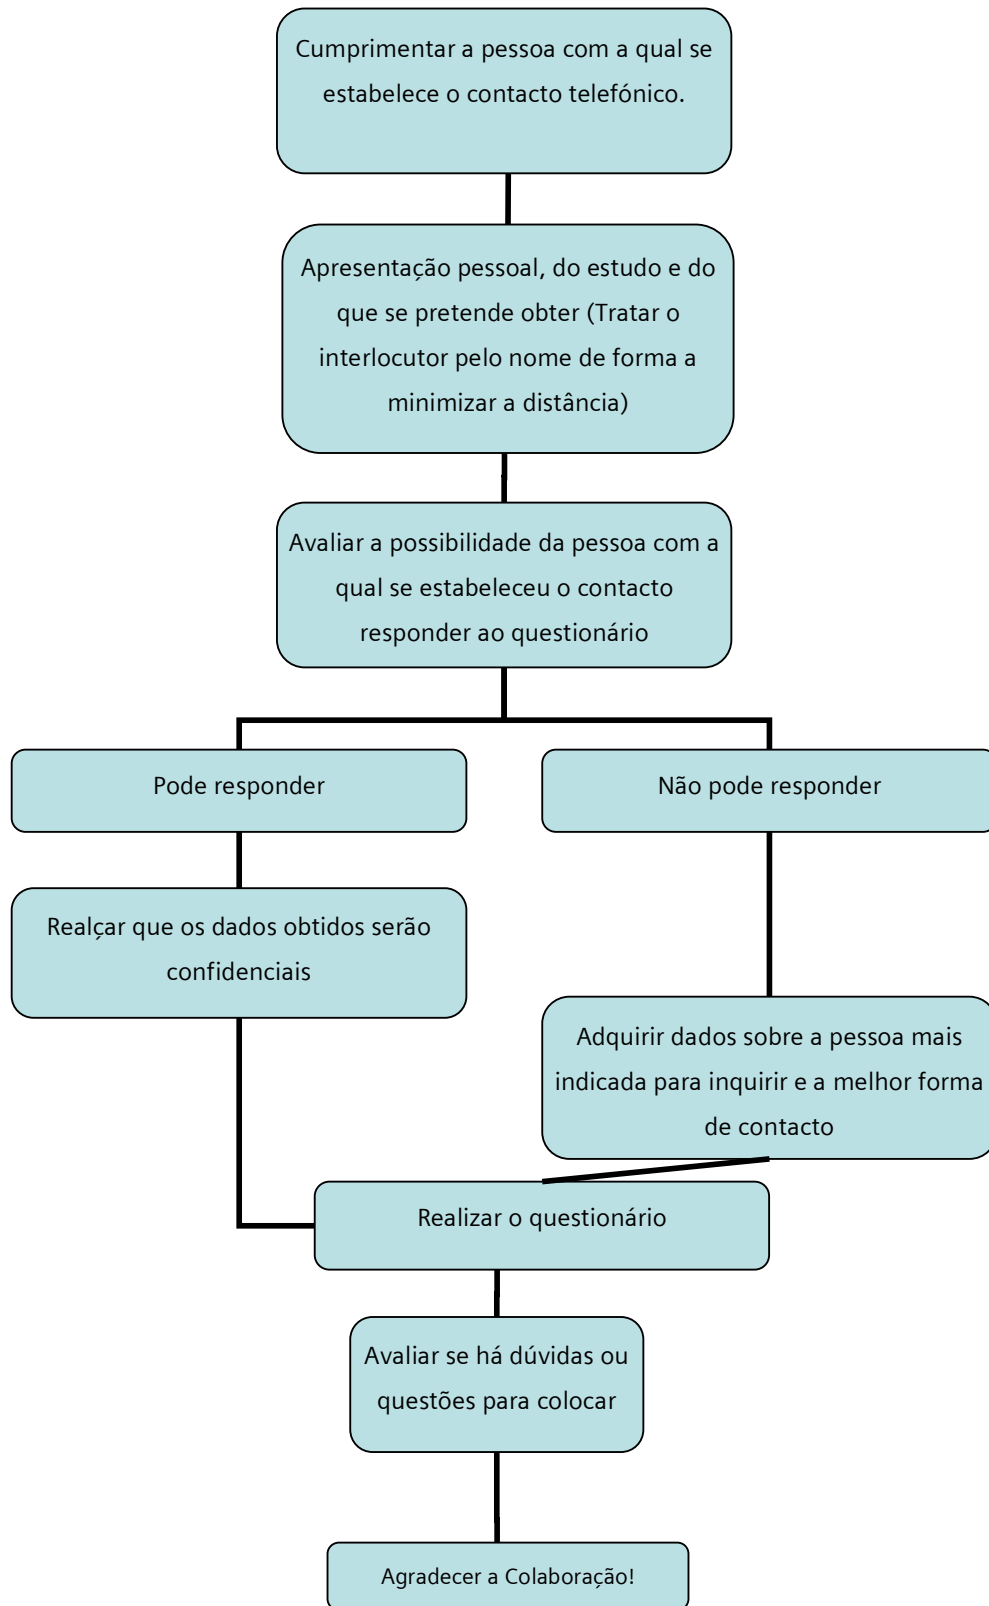 Cumprimentar a pessoa com a qual se
estabelece o contacto telefónico.
Apresentação pessoal, do estudo e do
que se pretende obter (Tratar o
interlocutor pelo nome de forma a
minimizar a distância)
Avaliar a possibilidade da pessoa com a
qual se estabeleceu o contacto
responder ao questionário
Pode responder
Não pode responder
Realçar que os dados obtidos serão
confidenciais
Adquirir dados sobre a pessoa mais
indicada para inquirir e a melhor forma
de contacto
Realizar o questionário
Avaliar se há dúvidas ou
questões para colocar
Agradecer a Colaboração!